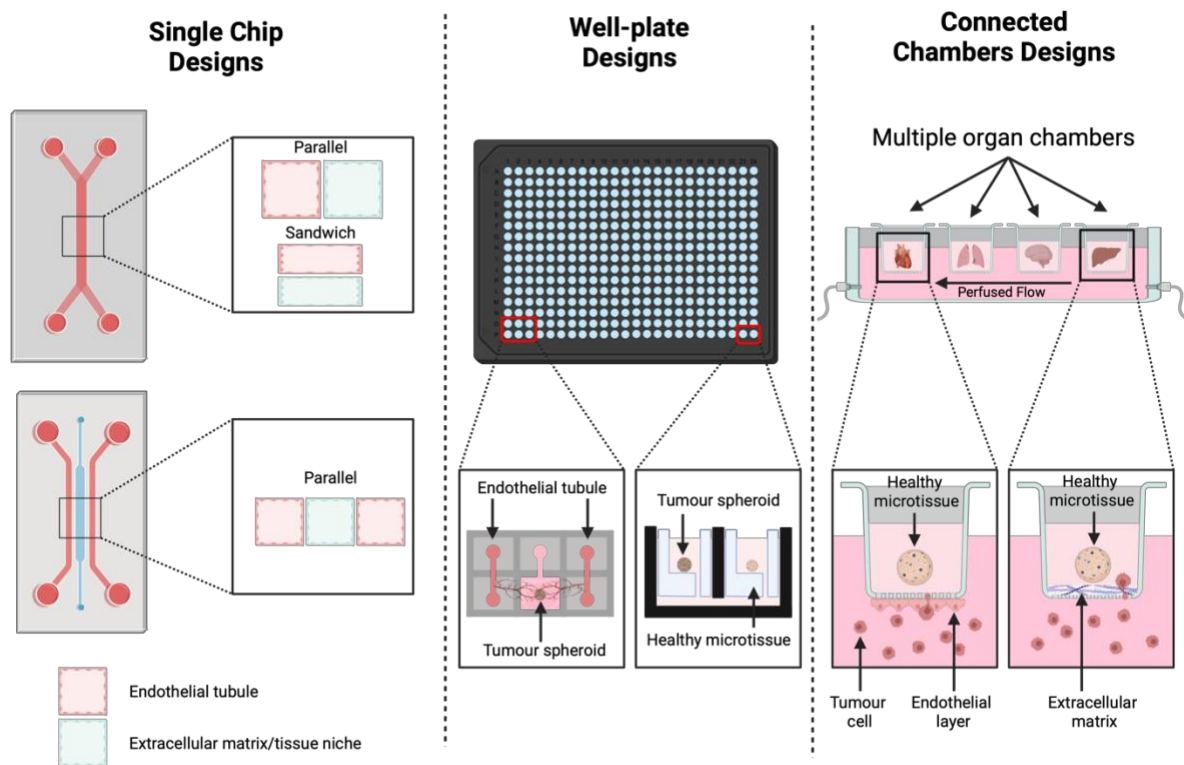 Single Chip
Designs
Parallel
Sandwich
Parallel
Endothelial tubule
Extracellular matrix/tissue niche
Well-plate
Designs
Endothelial tubule
Tumour spheroid
Tumour spheroid
Healthy microtissue
Connected
Chambers Designs
Multiple organ chambers
Perfused Flow
Healthy
microtissue
Healthy
microtissue
Tumour
cell
Endothelial
layer
Extracellular
matrix